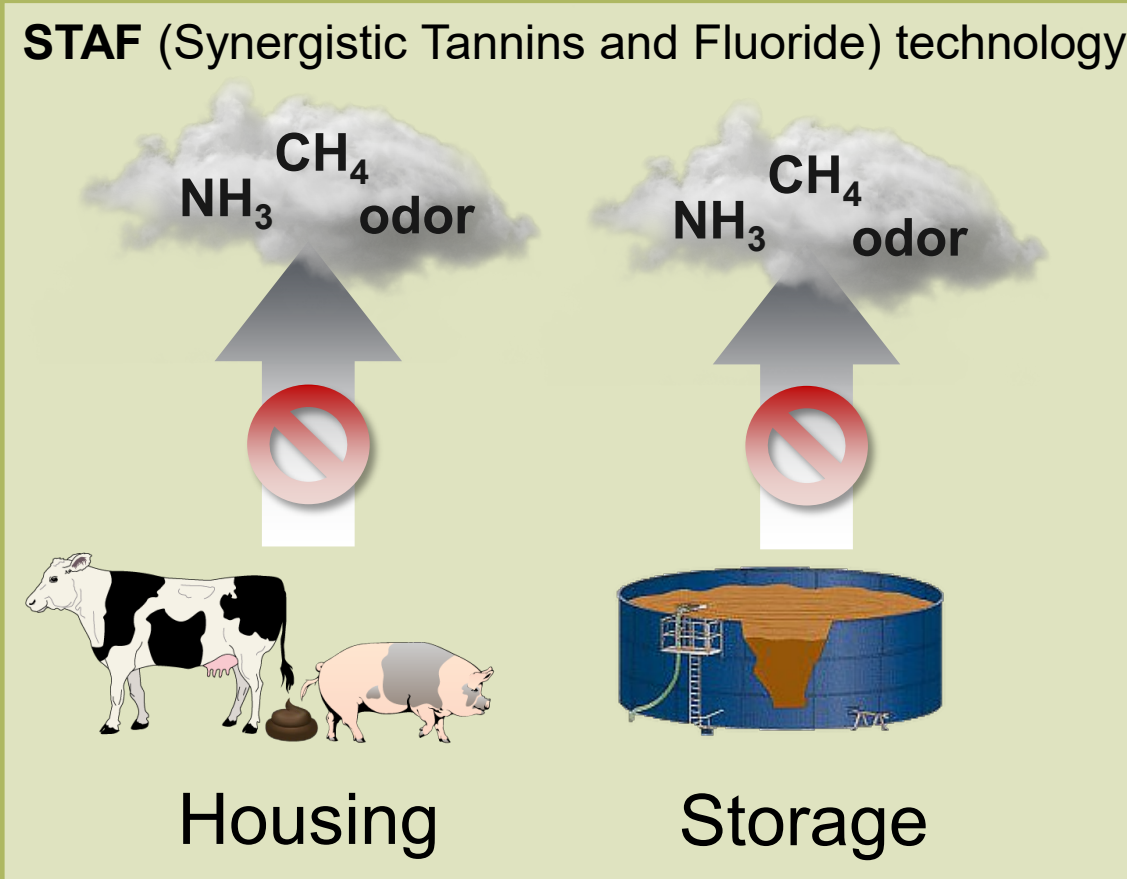 STAF (Synergistic Tannins and Fluoride) technology
CH₄
NH₃
odor
CH₄
NH₃
odor
Housing
Storage